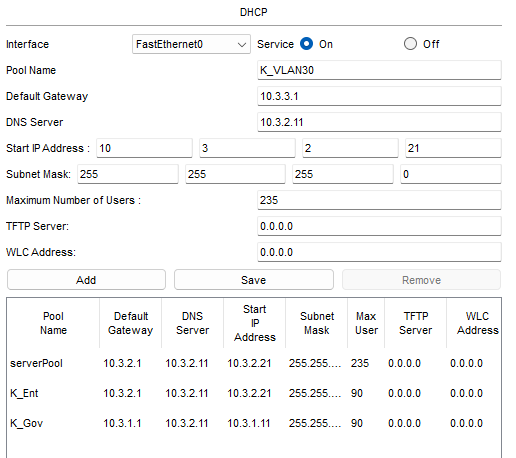 DHCP
Interface FastEthernet0 Service On Off
Pool Name K_VLAN30
Default Gateway 10.3.3.1
DNS Server 10.3.2.11
Start IP Address : 10 3 2 21
Subnet Mask: 255 255 255 0
Maximum Number of Users : 235
TFTP Server: 0.0.0.0
WLC Address: 0.0.0.0
Add Save Remove
Pool Name Default Gateway DNS Server Start IP Address Subnet Mask Max User TFTP Server WLC Address
serverPool 10.3.2.1 10.3.2.11 10.3.2.21 255.255.... 235 0.0.0.0 0.0.0.0
K_Ent 10.3.2.1 10.3.2.11 10.3.2.21 255.255.... 90 0.0.0.0 0.0.0.0
K_Gov 10.3.1.1 10.3.2.11 10.3.1.11 255.255.... 90 0.0.0.0 0.0.0.0